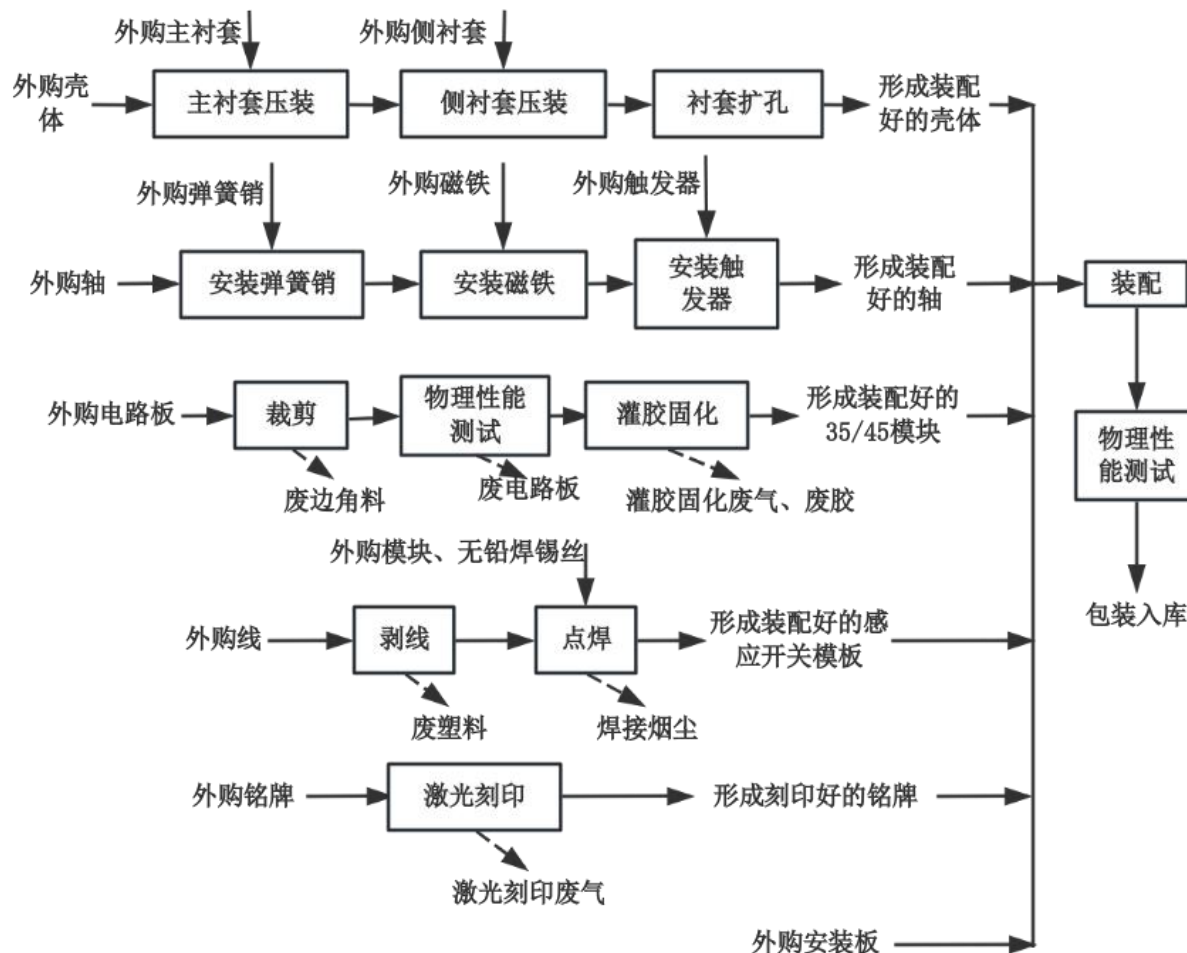 外购主衬套
外购侧衬套
外购壳
体
主衬套压装
侧衬套压装
衬套扩孔
形成装配
好的壳体
外购弹簧销
外购磁铁
外购触发器
外购轴
安装弹簧销
安装磁铁
安装触
发器
形成装配
好的轴
装配
外购电路板
裁剪
物理性能
测试
灌胶固化
形成装配好的
35/45模块
物理性
能测试
废边角料
废电路板
灌胶固化废气、废胶
外购模块、无铅焊锡丝
包装入库
外购线
剥线
点焊
形成装配好的感
应开关模板
废塑料
焊接烟尘
外购铭牌
激光刻印
形成刻印好的铭牌
激光刻印废气
外购安装板